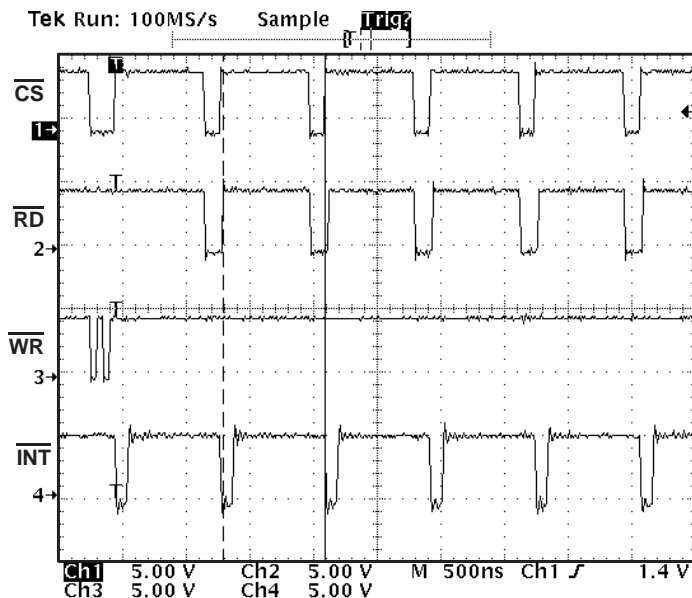 Tek Run: 100MS/s Sample Trig?
T
CS
1
T
RD
2
T
WR
3
INT
T
4
Ch1 5.00 V Ch2 5.00 V M 500ns Ch1 1.4 V
Ch3 5.00 V Ch4 5.00 V